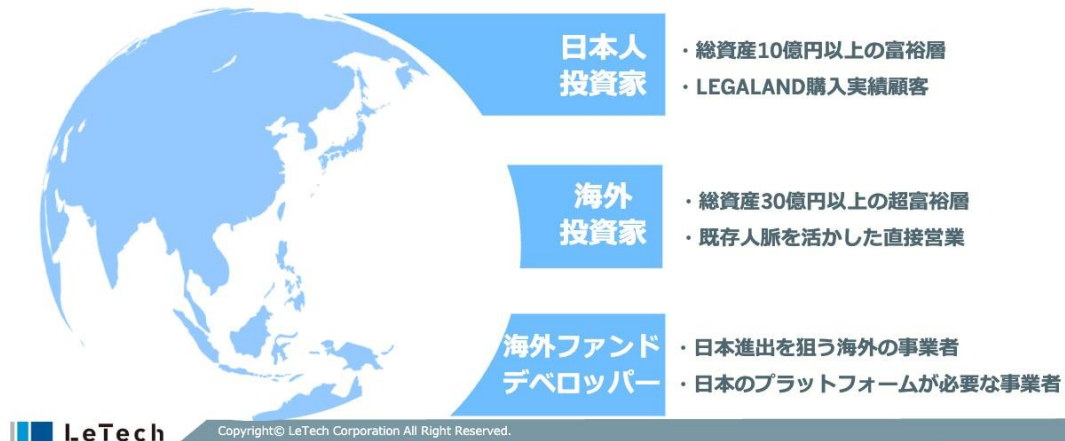 日本人
投資家
・総資産10億円以上の富裕層
・LEGALAND購入実績顧客
海外
投資家
・総資産30億円以上の超富裕層
・既存人脈を活かした直接営業
海外ファンド
デベロッパー
・日本進出を狙う海外の事業者
・日本のプラットフォームが必要な事業者
LeTech
Copyright© LeTech Corporation All Right Reserved.